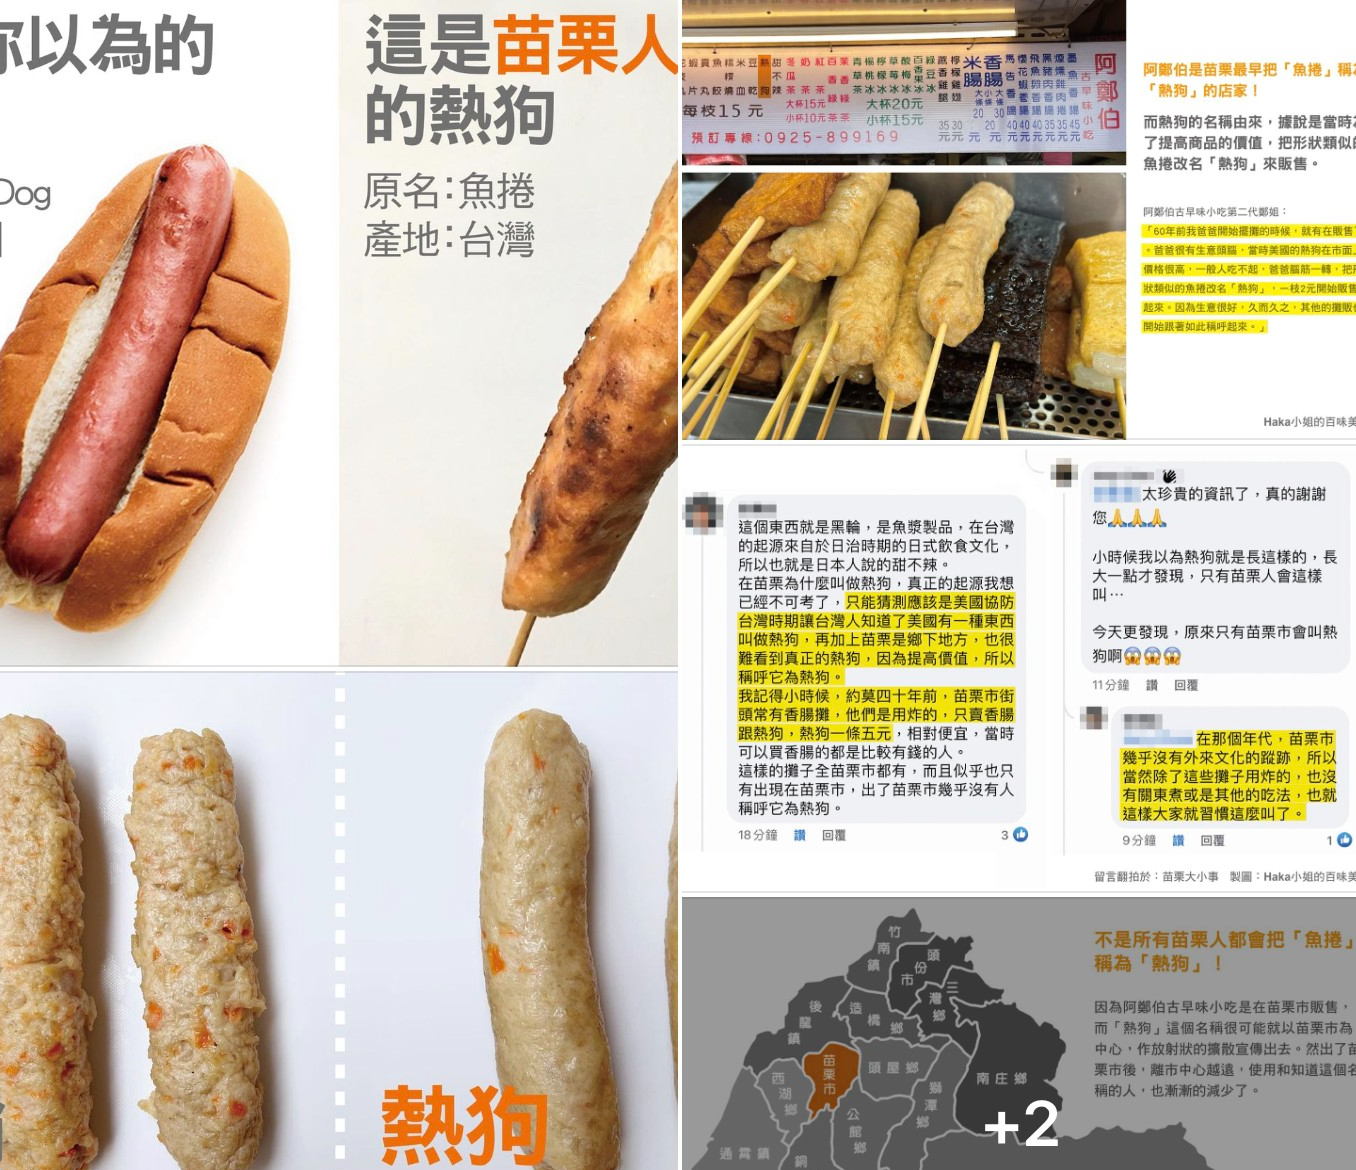 你以為的
Dog
這是苗栗人
的熱狗
原名：魚捲
產地：台灣
熱狗
阿鄭伯
古早味小吃
每枝15元
大杯15元
小杯10元
大杯20元
小杯15元
預訂專線：0925-899169
阿鄭伯是苗栗最早把「魚捲」稱為
「熱狗」的店家！
而熱狗的名稱由來，據說是當時為
了提高商品的價值，把形狀類似的
魚捲改名「熱狗」來販售。
阿鄭伯古早味小吃第二代鄭姐：
「60年前我爸爸開始擺攤的時候，就有在販售
。爸爸很有生意頭腦，當時美國的熱狗在市面
價格很高，一般人吃不起，爸爸腦筋一轉，把形
狀類似的魚捲改名「熱狗」，一枝2元開始販售
起來。因為生意很好，久而久之，其他的攤販也
開始跟著如此稱呼起來。」
Haka小姐的百味美
這個東西就是黑輪，是魚漿製品，在台灣
的起源來自於日治時期的日式飲食文化，
所以也就是日本人說的甜不辣。
在苗栗為什麼叫做熱狗，真正的起源我想
已經不可考了，只能猜測應該是美國協防
台灣時期讓台灣人知道了美國有一種東西
叫做熱狗，再加上苗栗是鄉下地方，也很
難看到真正的熱狗，因為提高價值，所以
稱呼它為熱狗。
我記得小時候，約莫四十年前，苗栗市街
頭常有香腸攤，他們是用炸的，只賣香腸
跟熱狗，熱狗一條五元，相對便宜，當時
可以買香腸的都是比較有錢的人。
這樣的攤子全苗栗市都有，而且似乎也只
有出現在苗栗市，出了苗栗市幾乎沒有人
稱呼它為熱狗。
18分鐘 讚 回覆 3
太珍貴的資訊了，真的謝謝
您🙏🙏🙏
小時候我以為熱狗就是長這樣的，長
大一點才發現，只有苗栗人會這樣
叫⋯
今天更發現，原來只有苗栗市會叫熱
狗啊😱😱😱
11分鐘 讚 回覆
在那個年代，苗栗市
幾乎沒有外來文化的蹤跡，所以
當然除了這些攤子用炸的，也沒
有關東煮或是其他的吃法，也就
這樣大家就習慣這麼叫了。
9分鐘 讚 回覆 1
留言翻拍於：苗栗大小事 製圖：Haka小姐的百味美
不是所有苗栗人都會把「魚捲」
稱為「熱狗」！
因為阿鄭伯古早味小吃是在苗栗市販售，
而「熱狗」這個名稱很可能就以苗栗市為
中心，作放射狀的擴散宣傳出去。然出了苗
栗市後，離市中心越遠，使用和知道這個名
稱的人，也漸漸的減少了。
竹南鎮
頭份市
三灣鄉
後龍鎮
造橋鄉
苗栗市
頭屋鄉
南庄鄉
西湖鄉
獅潭鄉
公館鄉
通霄鎮
銅
+2